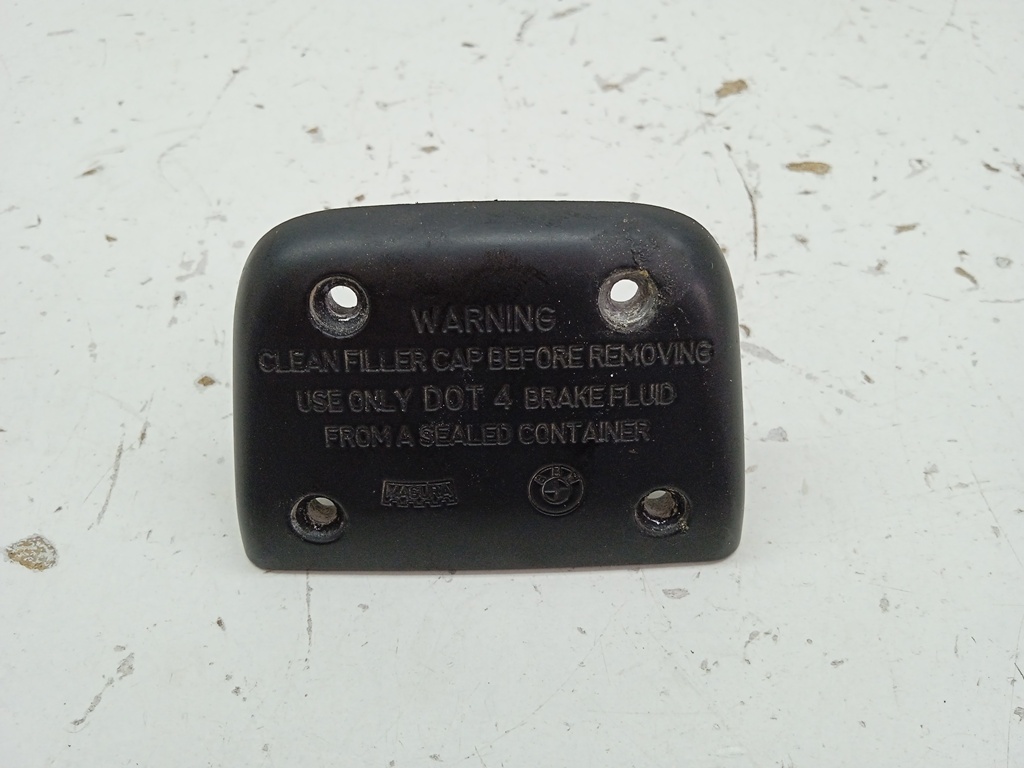 WARNING
CLEAN FILLER CAP BEFORE REMOVING
USE ONLY DOT 4 BRAKE FLUID
FROM A SEALED CONTAINER
MAGURA
BMW